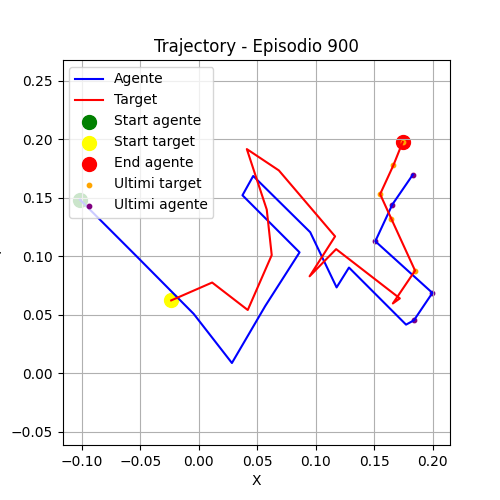 Trajectory - Episodio 900
Agente
Target
Start agente
Start target
End agente
Ultimi target
Ultimi agente
0.25
0.20
0.15
0.10
0.05
0.00
−0.05
−0.10
−0.05
0.00
0.05
0.10
0.15
0.20
X